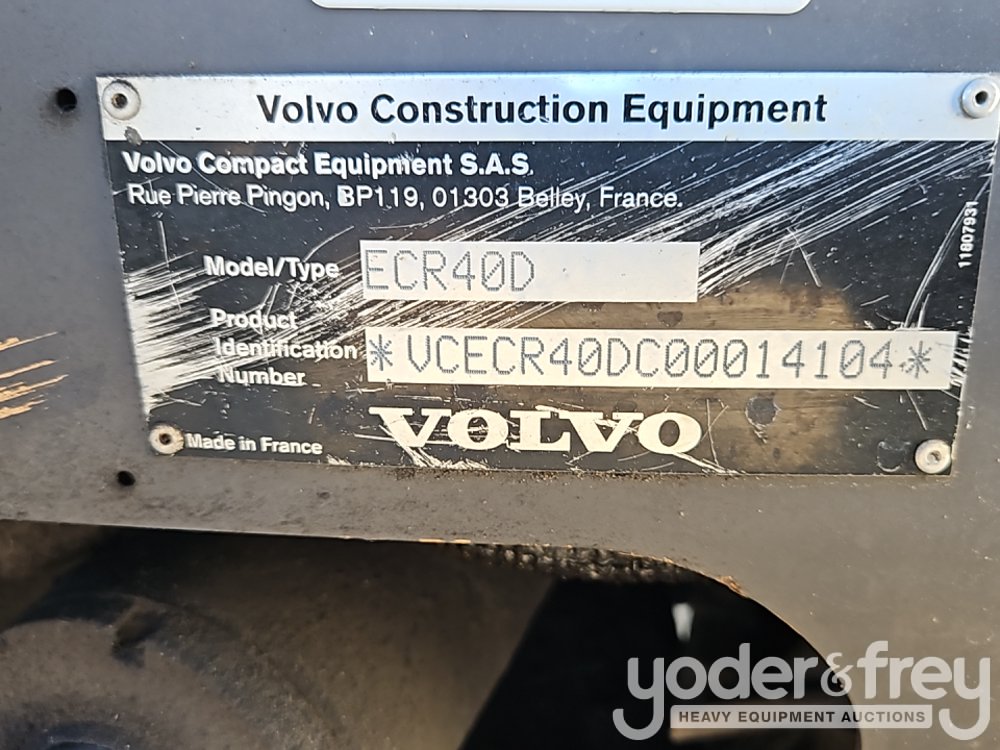 Volvo Construction Equipment
Volvo Compact Equipment S.A.S.
Rue Pierre Pingon, BP119, 01303 Belley, France.
11807931
Model/Type ECR40D
Product
Identification
Number
*VCECR40DC00014104*
VOLVO
Made in France
yoder&frey
HEAVY EQUIPMENT AUCTIONS